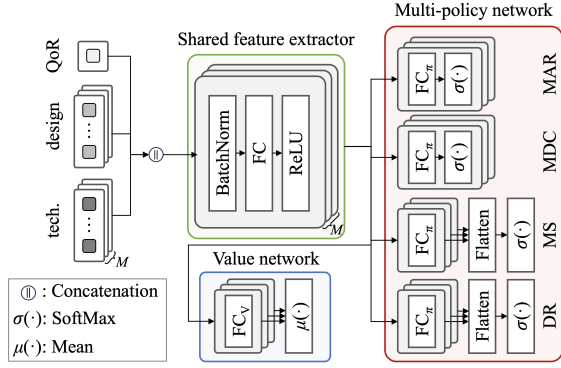 Multi-policy network
Shared feature extractor
QoR
design
tech.
M
||
BatchNorm
FC
ReLU
M
FCπ
σ(·)
MAR
FCπ
σ(·)
MDC
FCπ
Flatten
σ(·)
MS
FCπ
Flatten
σ(·)
DR
Value network
FCV
μ(·)
|| : Concatenation
σ(·): SoftMax
μ(·): Mean